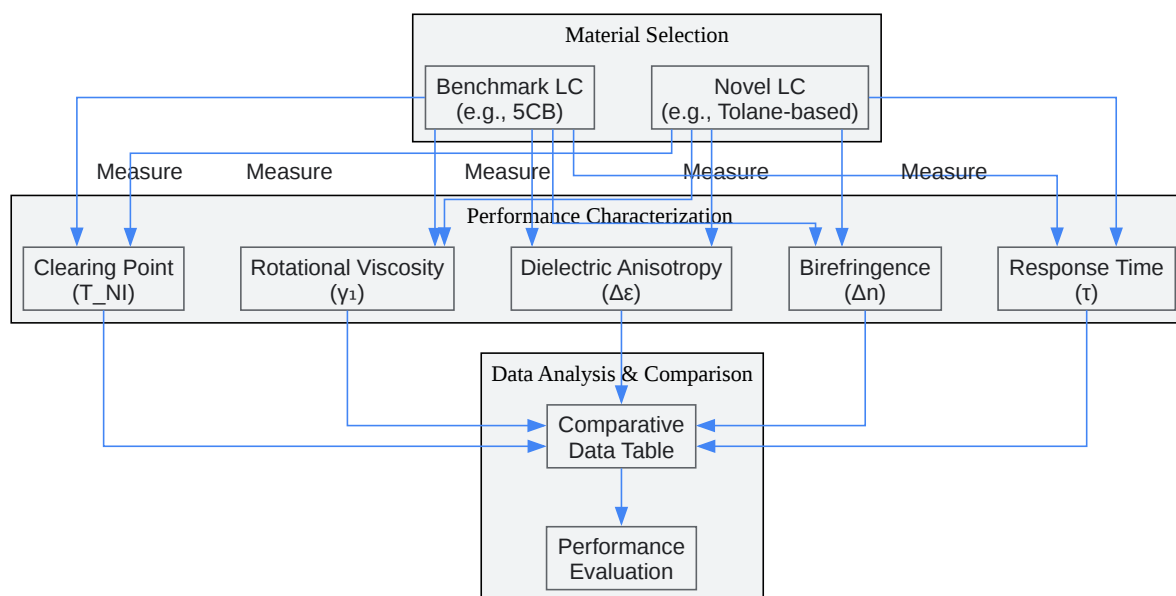 Material Selection
Benchmark LC
(e.g., 5CB)
Novel LC
(e.g., Tolane-based)
Measure
Measure
Measure
Measure
Measure
Performance Characterization
Clearing Point
(T_NI)
Rotational Viscosity
(γ₁)
Dielectric Anisotropy
(Δε)
Birefringence
(Δn)
Response Time
(τ)
Data Analysis & Comparison
Comparative
Data Table
Performance
Evaluation